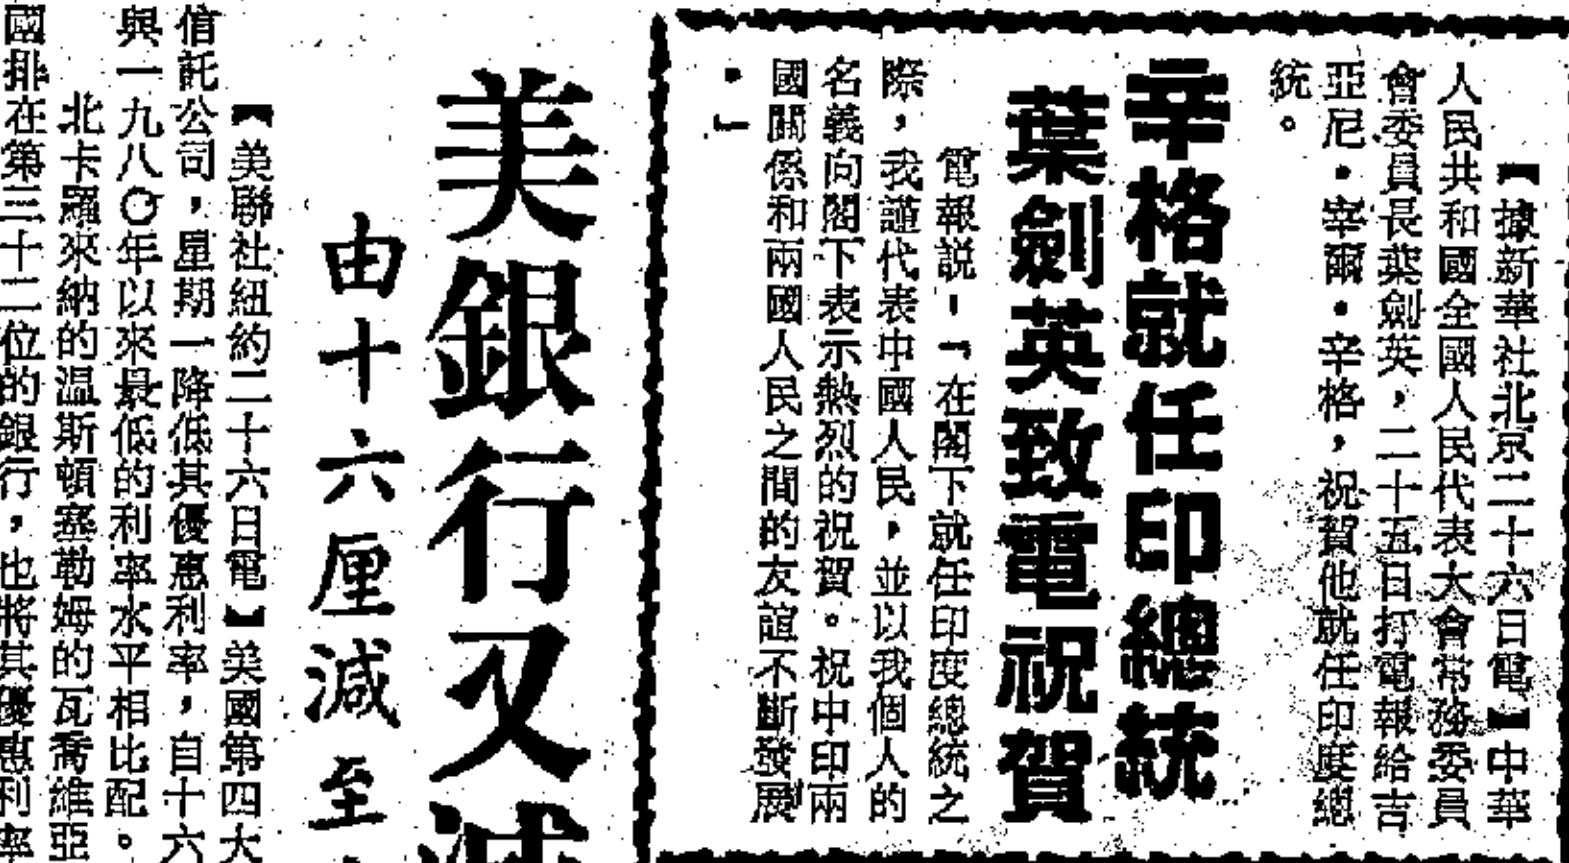 【據新華社北京二十六日電】中華
人民共和國全國人民代表大會常務委員
會委員長葉劍英，二十五日打電報給吉
亞尼・宰爾・辛格，祝賀他就任印度總
統。
辛格就任印總統
葉劍英致電祝賀
電報説：「在閣下就任印度總統之
際，我謹代表中國人民，並以我個人的
名義向閣下表示熱烈的祝賀。祝中印兩
國關係和兩國人民之間的友誼不斷發展
。」
美銀行又減
由十六厘減至
【美聯社紐約二十六日電】美國第四大
信託公司，星期一降低其優惠利率，自十六
與一九八〇年以來最低的利率水平相比配。
北卡羅來納的温斯頓塞勒姆的瓦喬維亞
國排在第三十二位的銀行，也將其優惠利率